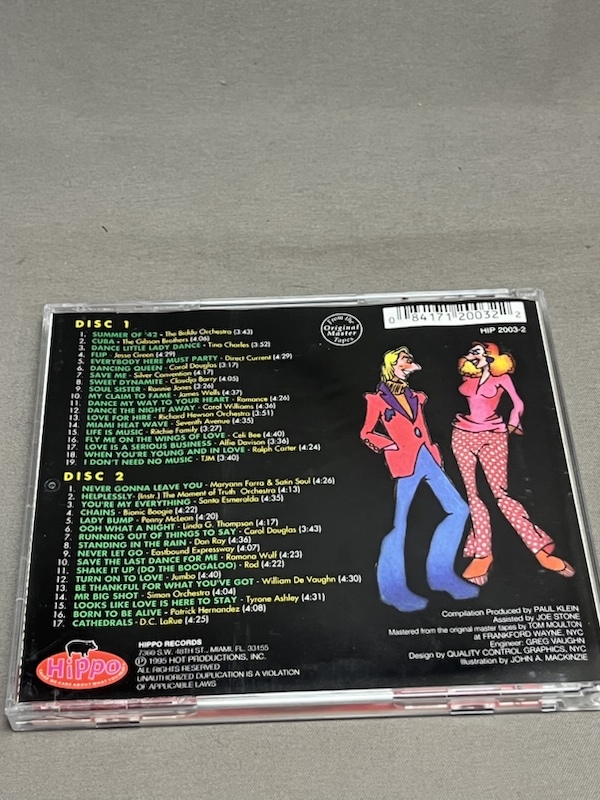 DISC 1
1. SUMMER OF '42 - The Biddu Orchestra (3:43)
2. CUBA - The Gibson Brothers (4:06)
3. DANCE LITTLE LADY DANCE - Tina Charles (3:52)
4. FLIP - Jesse Green (4:29)
5. EVERYBODY HERE MUST PARTY - Direct Current (4:29)
6. DANCING QUEEN - Carol Douglas (3:17)
7. SAVE ME - Silver Convention (4:17)
8. SWEET DYNAMITE - Claudja Barry (4:05)
9. SOUL SISTER - Ronnie Jones (3:26)
10. MY CLAIM TO FAME - James Wells (4:37)
11. DANCE MY WAY TO YOUR HEART - Romance (4:26)
12. DANCE THE NIGHT AWAY - Carol Williams (4:36)
13. LOVE FOR HIRE - Richard Hewson Orchestra (3:51)
14. MIAMI HEAT WAVE - Seventh Avenue (4:35)
15. LIFE IS MUSIC - Ritchie Family (3:27)
16. FLY ME ON THE WINGS OF LOVE - Celi Bee (4:40)
17. LOVE IS A SERIOUS BUSINESS - Alfie Davison (3:36)
18. WHEN YOU'RE YOUNG AND IN LOVE - Ralph Carter (4:24)
19. I DON'T NEED NO MUSIC - TJM (3:40)
DISC 2
1. NEVER GONNA LEAVE YOU - Maryann Farra & Satin Soul (4:26)
2. HELPLESSLY - (Instr.) The Moment of Truth Orchestra (4:13)
3. YOU'RE MY EVERYTHING - Santa Esmeralda (4:35)
4. CHAINS - Bionic Boogie (4:22)
5. LADY BUMP - Penny McLean (4:20)
6. OOH WHAT A NIGHT - Linda G. Thompson (4:17)
7. RUNNING OUT OF THINGS TO SAY - Carol Douglas (3:43)
8. STANDING IN THE RAIN - Don Ray (4:36)
9. NEVER LET GO - Eastbound Expressway (4:07)
10. SAVE THE LAST DANCE FOR ME - Ramona Wulf (4:23)
11. SHAKE IT UP (DO THE BOOGALOO) - Rod (4:22)
12. TURN ON TO LOVE - Jumbo (4:40)
13. BE THANKFUL FOR WHAT YOU'VE GOT - William De Vaughn (4:30)
14. MR BIG SHOT - Simon Orchestra (4:04)
15. LOOKS LIKE LOVE IS HERE TO STAY - Tyrone Ashley (4:31)
16. BORN TO BE ALIVE - Patrick Hernandez (4:08)
17. CATHEDRALS - D.C. LaRue (4:25)
From the
Original
Master
Tapes
0 84171 20032 2
HIP 2003-2
Compilation Produced by PAUL KLEIN
Assisted by JOE STONE
Mastered from the original master tapes by TOM MOULTON
at FRANKFORD WAYNE, NYC
Engineer: GREG VAUGHN
Design by QUALITY CONTROL GRAPHICS, NYC
Illustration by JOHN A. MACKINZIE
HiPPO
HIPPO RECORDS
7360 S.W. 48TH ST., MIAMI, FL. 33155
Ⓟ 1995 HOT PRODUCTIONS, INC.
ALL RIGHTS RESERVED
UNAUTHORIZED DUPLICATION IS A VIOLATION
OF APPLICABLE LAWS